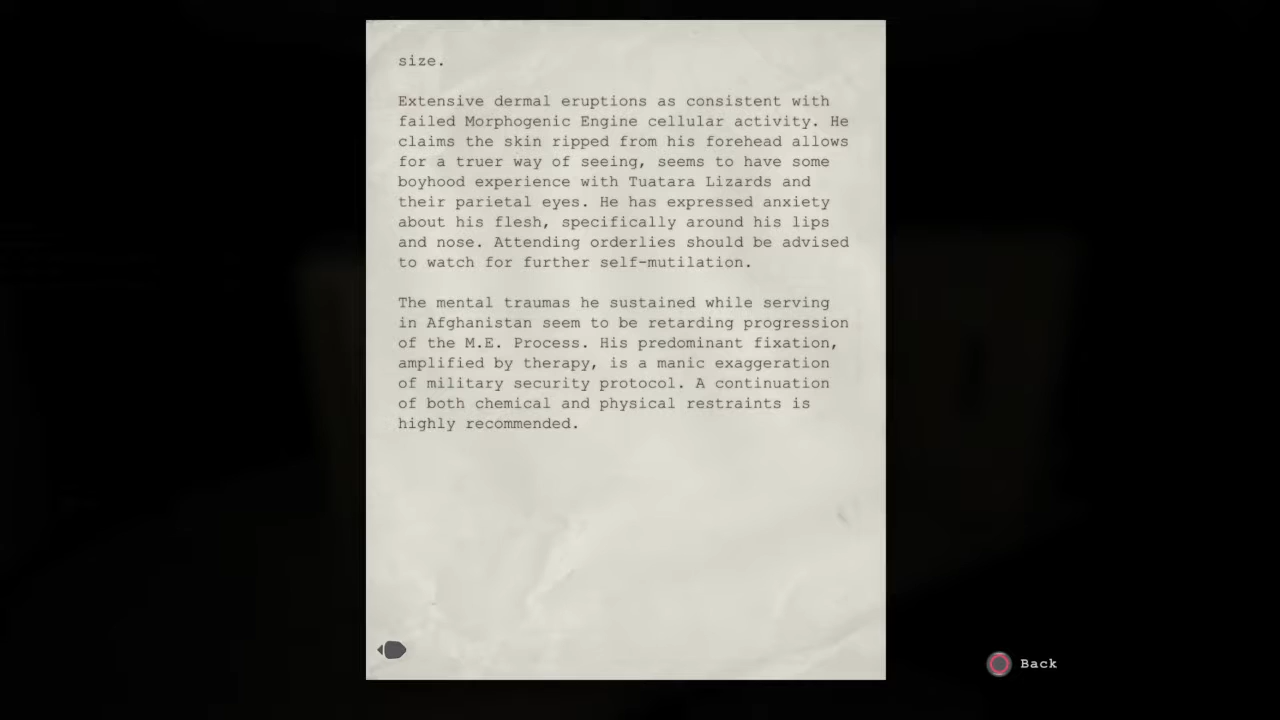 size.
Extensive dermal eruptions as consistent with
failed Morphogenic Engine cellular activity. He
claims the skin ripped from his forehead allows
for a truer way of seeing, seems to have some
boyhood experience with Tuatara Lizards and
their parietal eyes. He has expressed anxiety
about his flesh, specifically around his lips
and nose. Attending orderlies should be advised
to watch for further self-mutilation.
The mental traumas he sustained while serving
in Afghanistan seem to be retarding progression
of the M.E. Process. His predominant fixation,
amplified by therapy, is a manic exaggeration
of military security protocol. A continuation
of both chemical and physical restraints is
highly recommended.
Back